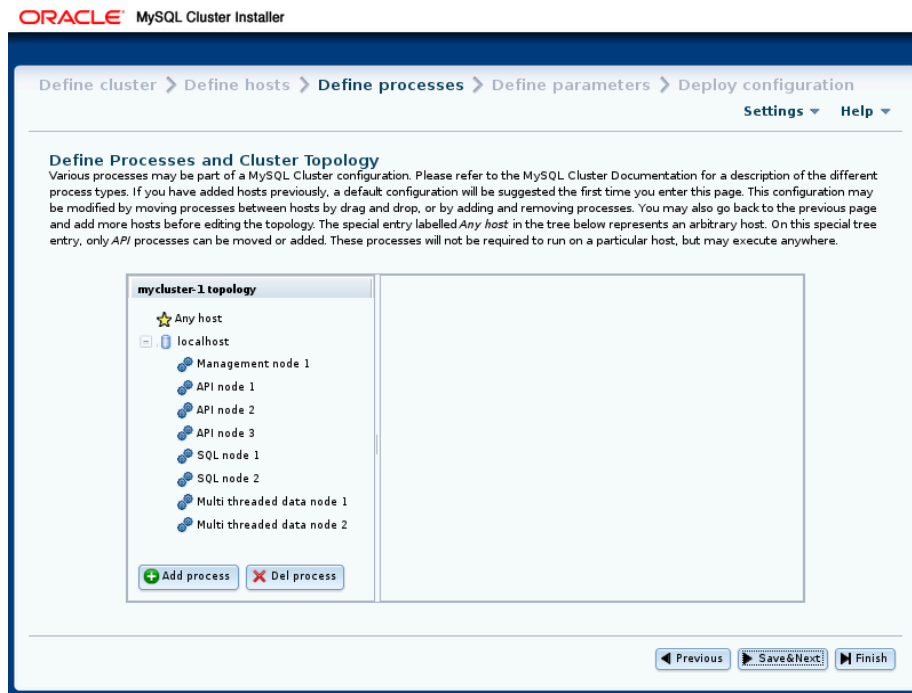 ORACLE® MySQL Cluster Installer
Define cluster > Define hosts > Define processes > Define parameters > Deploy configuration
Settings Help
Define Processes and Cluster Topology
Various processes may be part of a MySQL Cluster configuration. Please refer to the MySQL Cluster Documentation for a description of the different
process types. If you have added hosts previously, a default configuration will be suggested the first time you enter this page. This configuration may
be modified by moving processes between hosts by drag and drop, or by adding and removing processes. You may also go back to the previous page
and add more hosts before editing the topology. The special entry labelled Any host in the tree below represents an arbitrary host. On this special tree
entry, only API processes can be moved or added. These processes will not be required to run on a particular host, but may execute anywhere.
mycluster-1 topology
Any host
localhost
Management node 1
API node 1
API node 2
API node 3
SQL node 1
SQL node 2
Multi threaded data node 1
Multi threaded data node 2
Add process Del process
Previous Save&Next Finish